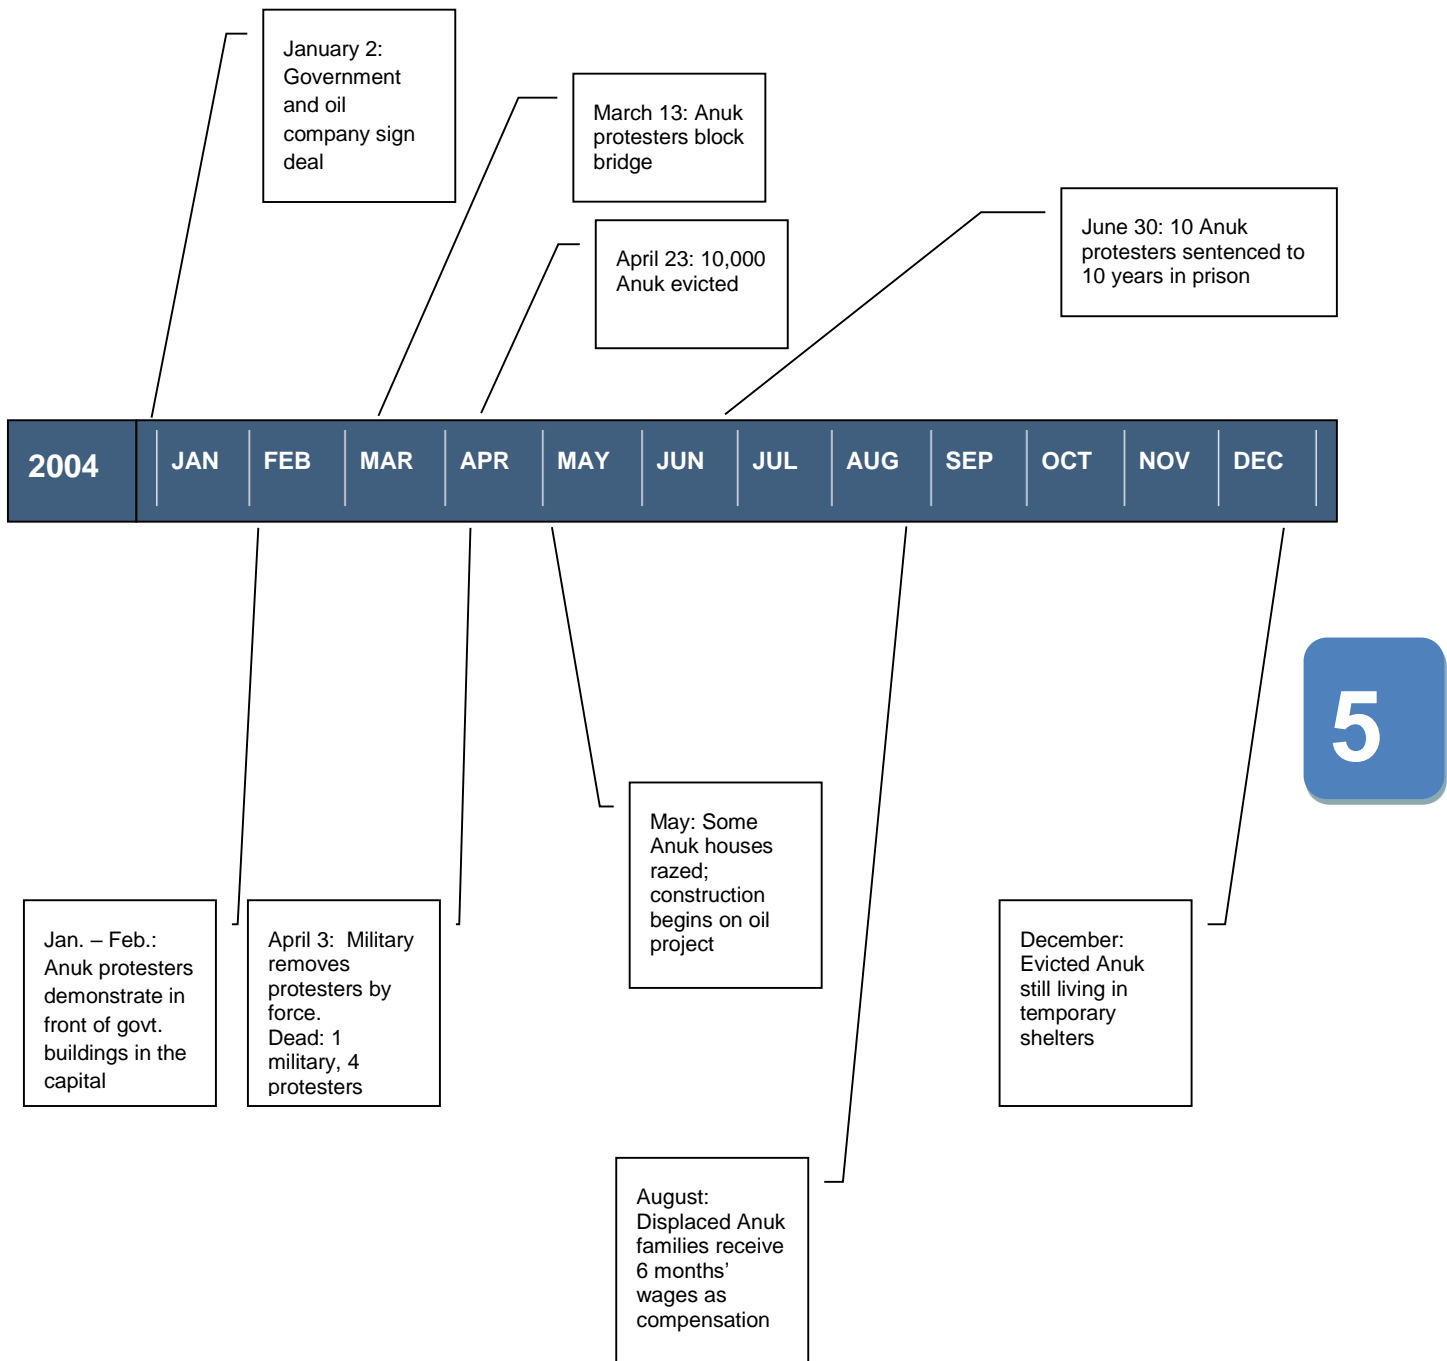 January 2:
Government
and oil
company sign
deal
March 13: Anuk
protesters block
bridge
April 23: 10,000
Anuk evicted
June 30: 10 Anuk
protesters sentenced to
10 years in prison
2004
JAN
FEB
MAR
APR
MAY
JUN
JUL
AUG
SEP
OCT
NOV
DEC
5
Jan. – Feb.:
Anuk protesters
demonstrate in
front of govt.
buildings in the
capital
April 3:  Military
removes
protesters by
force.
Dead: 1
military, 4
protesters
May: Some
Anuk houses
razed;
construction
begins on oil
project
December:
Evicted Anuk
still living in
temporary
shelters
August:
Displaced Anuk
families receive
6 months’
wages as
compensation